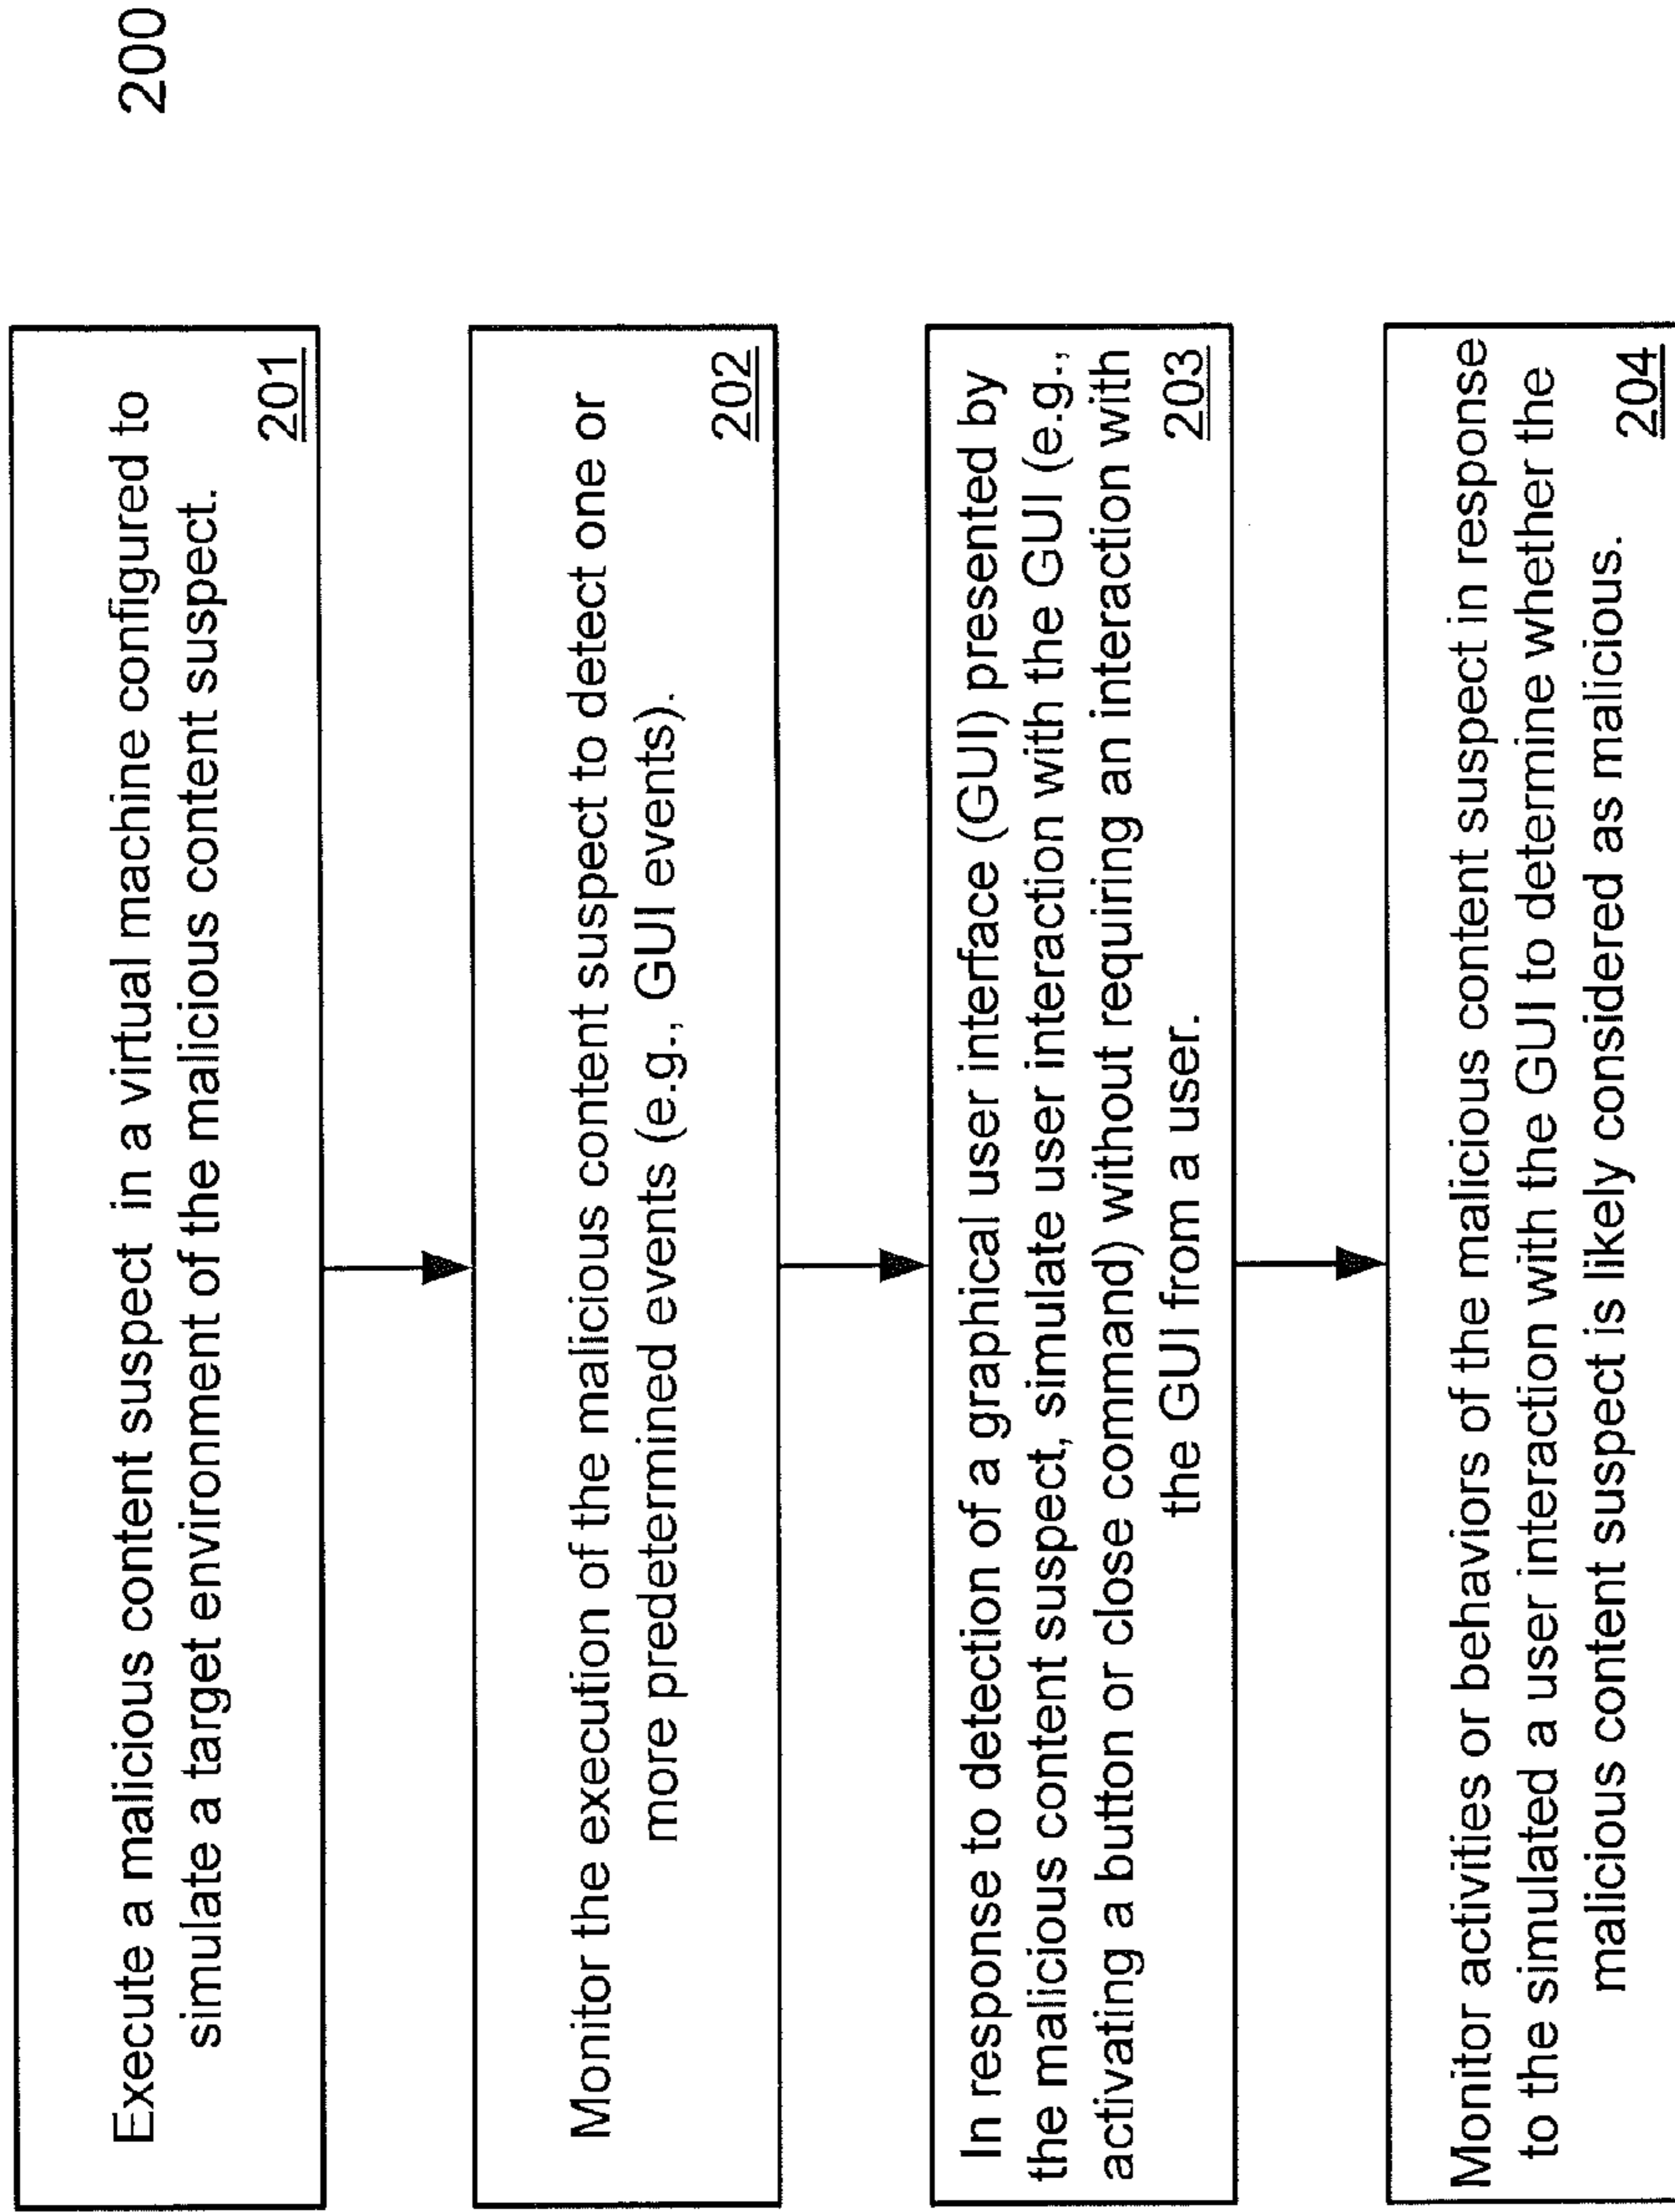 200
Execute a malicious content suspect in a virtual machine configured to
simulate a target environment of the malicious content suspect.
201
Monitor the execution of the malicious content suspect to detect one or
more predetermined events (e.g., GUI events).
202
In response to detection of a graphical user interface (GUI) presented by
the malicious content suspect, simulate user interaction with the GUI (e.g.,
activating a button or close command) without requiring an interaction with
the GUI from a user.
203
Monitor activities or behaviors of the malicious content suspect in response
to the simulated a user interaction with the GUI to determine whether the
malicious content suspect is likely considered as malicious.
204